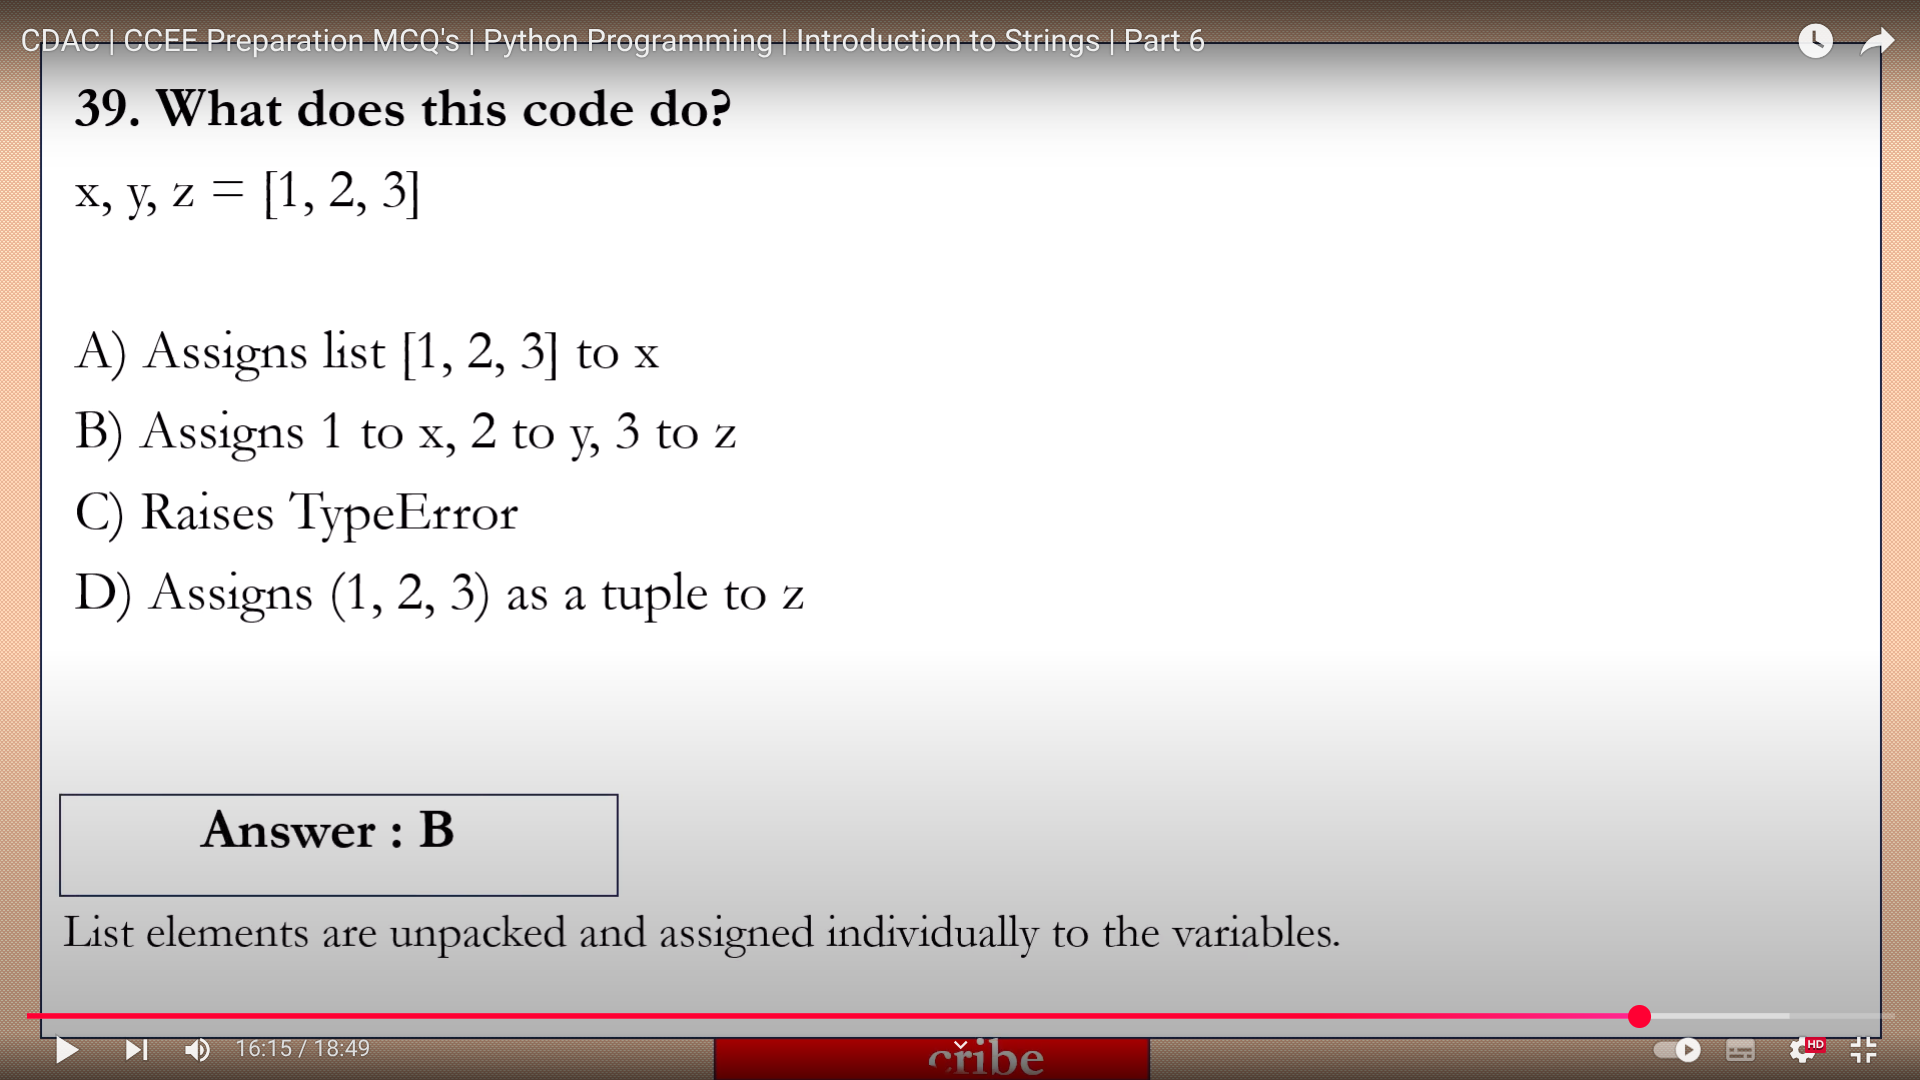 CDAC | CCEE Preparation MCQ's | Python Programming | Introduction to Strings | Part 6
39. What does this code do?
x, y, z = [1, 2, 3]
A) Assigns list [1, 2, 3] to x
B) Assigns 1 to x, 2 to y, 3 to z
C) Raises TypeError
D) Assigns (1, 2, 3) as a tuple to z
Answer : B
List elements are unpacked and assigned individually to the variables.
16:15 / 18:49
cribe
HD